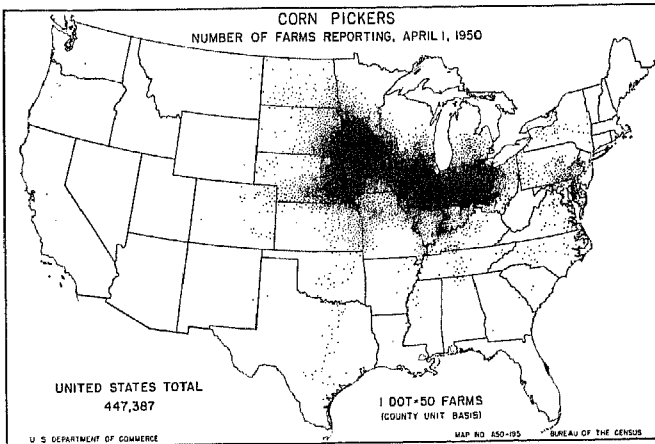 CORN PICKERS
NUMBER OF FARMS REPORTING, APRIL 1, 1950
UNITED STATES TOTAL
447,387
1 DOT=50 FARMS
(COUNTY UNIT BASIS)
U S DEPARTMENT OF COMMERCE
MAP NO A50-195
BUREAU OF THE CENSUS